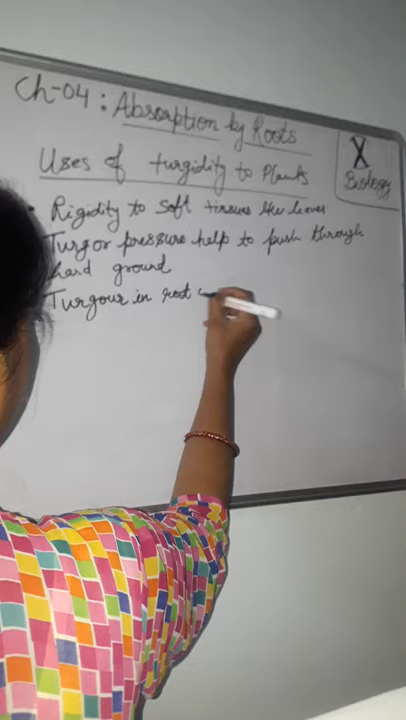 Ch-04 : Absorption by Roots
X
Biology
Uses of turgidity to Plants
Rigidity to soft tissues like leaves
Turgor pressure help to push through
hard ground
Turgour in root